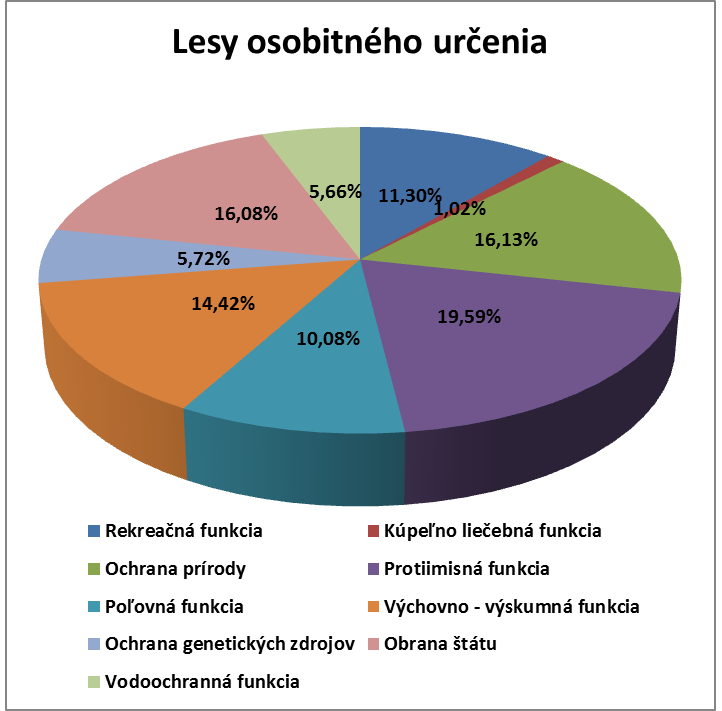 Lesy osobitného určenia
5,66%
11,30%
1,02%
16,08%
16,13%
5,72%
14,42%
19,59%
10,08%
Rekreačná funkcia
Kúpeľno liečebná funkcia
Ochrana prírody
Protiimisná funkcia
Poľovná funkcia
Výchovno - výskumná funkcia
Ochrana genetických zdrojov
Obrana štátu
Vodoochranná funkcia